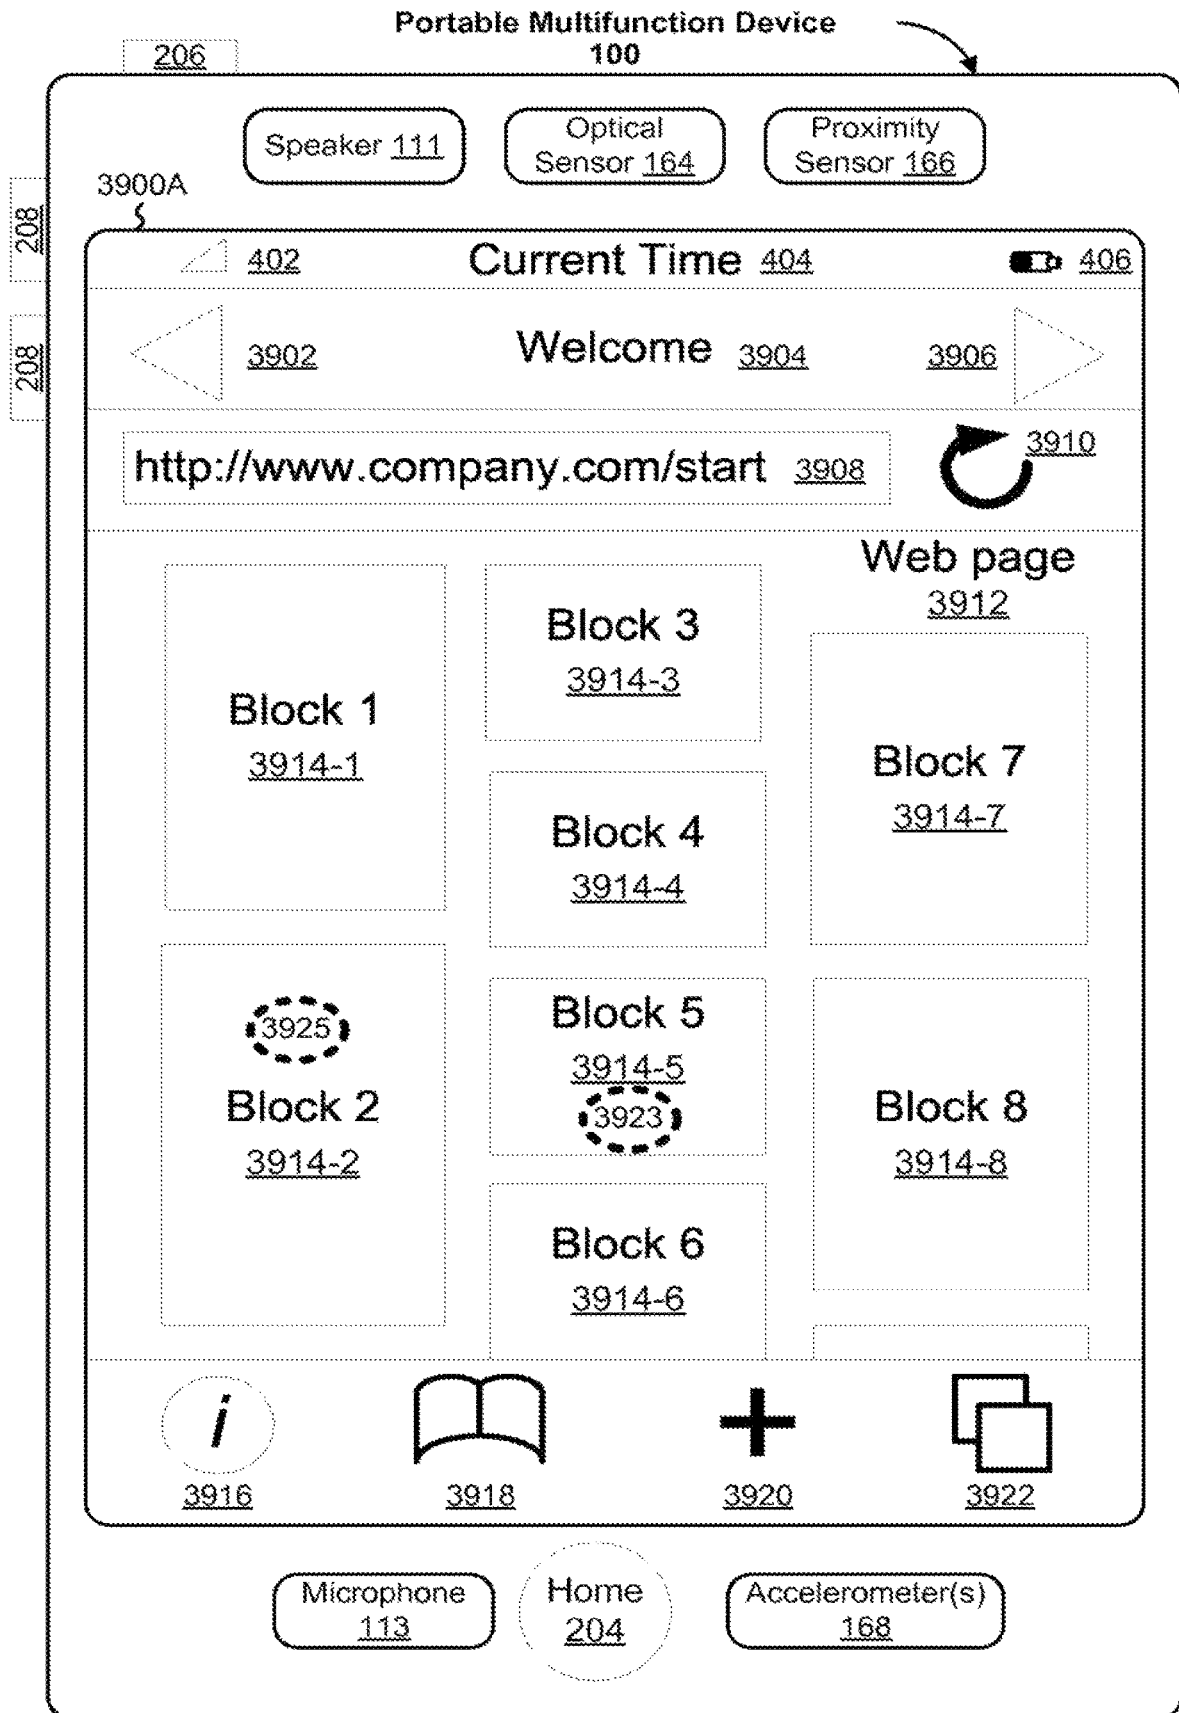 Portable Multifunction Device
100
206
Speaker 111
Optical
Sensor 164
Proximity
Sensor 166
3900A
208
208
402
Current Time 404
406
3902
Welcome 3904
3906
http://www.company.com/start 3908
3910
Web page
3912
Block 1
3914-1
Block 2
3914-2
3925
Block 3
3914-3
Block 4
3914-4
Block 5
3914-5
3923
Block 6
3914-6
Block 7
3914-7
Block 8
3914-8
i
3916
3918
3920
3922
Microphone
113
Home
204
Accelerometer(s)
168